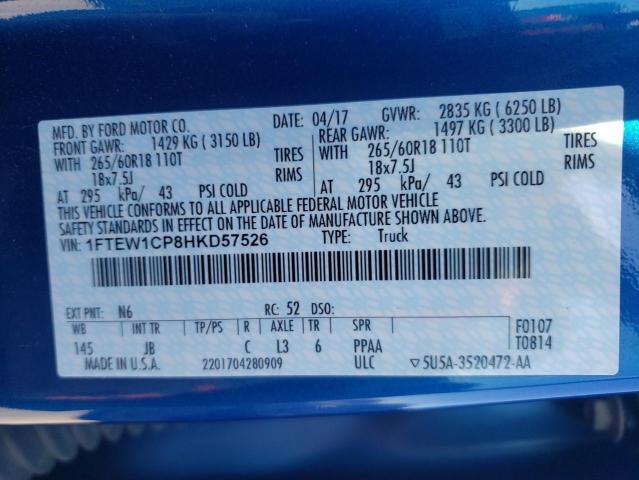 MFD. BY FORD MOTOR CO. DATE: 04/17 GVWR: 2835 KG ( 6250 LB)
FRONT GAWR: 1429 KG ( 3150 LB) REAR GAWR: 1497 KG ( 3300 LB)
WITH 265/60R18 110T TIRES WITH 265/60R18 110T TIRES
18x7.5J RIMS 18x7.5J RIMS
AT 295 kPa/ 43 PSI COLD AT 295 kPa/ 43 PSI COLD
THIS VEHICLE CONFORMS TO ALL APPLICABLE FEDERAL MOTOR VEHICLE
SAFETY STANDARDS IN EFFECT ON THE DATE OF MANUFACTURE SHOWN ABOVE.
VIN: 1FTEW1CP8HKD57526 TYPE: Truck
EXT PNT: N6 RC: 52 DSO:
WB INT TR TP/PS R AXLE TR SPR F0107
145 JB C L3 6 PPAA T0814
MADE IN U.S.A. 2201704280909 ULC ▽5U5A-3520472-AA